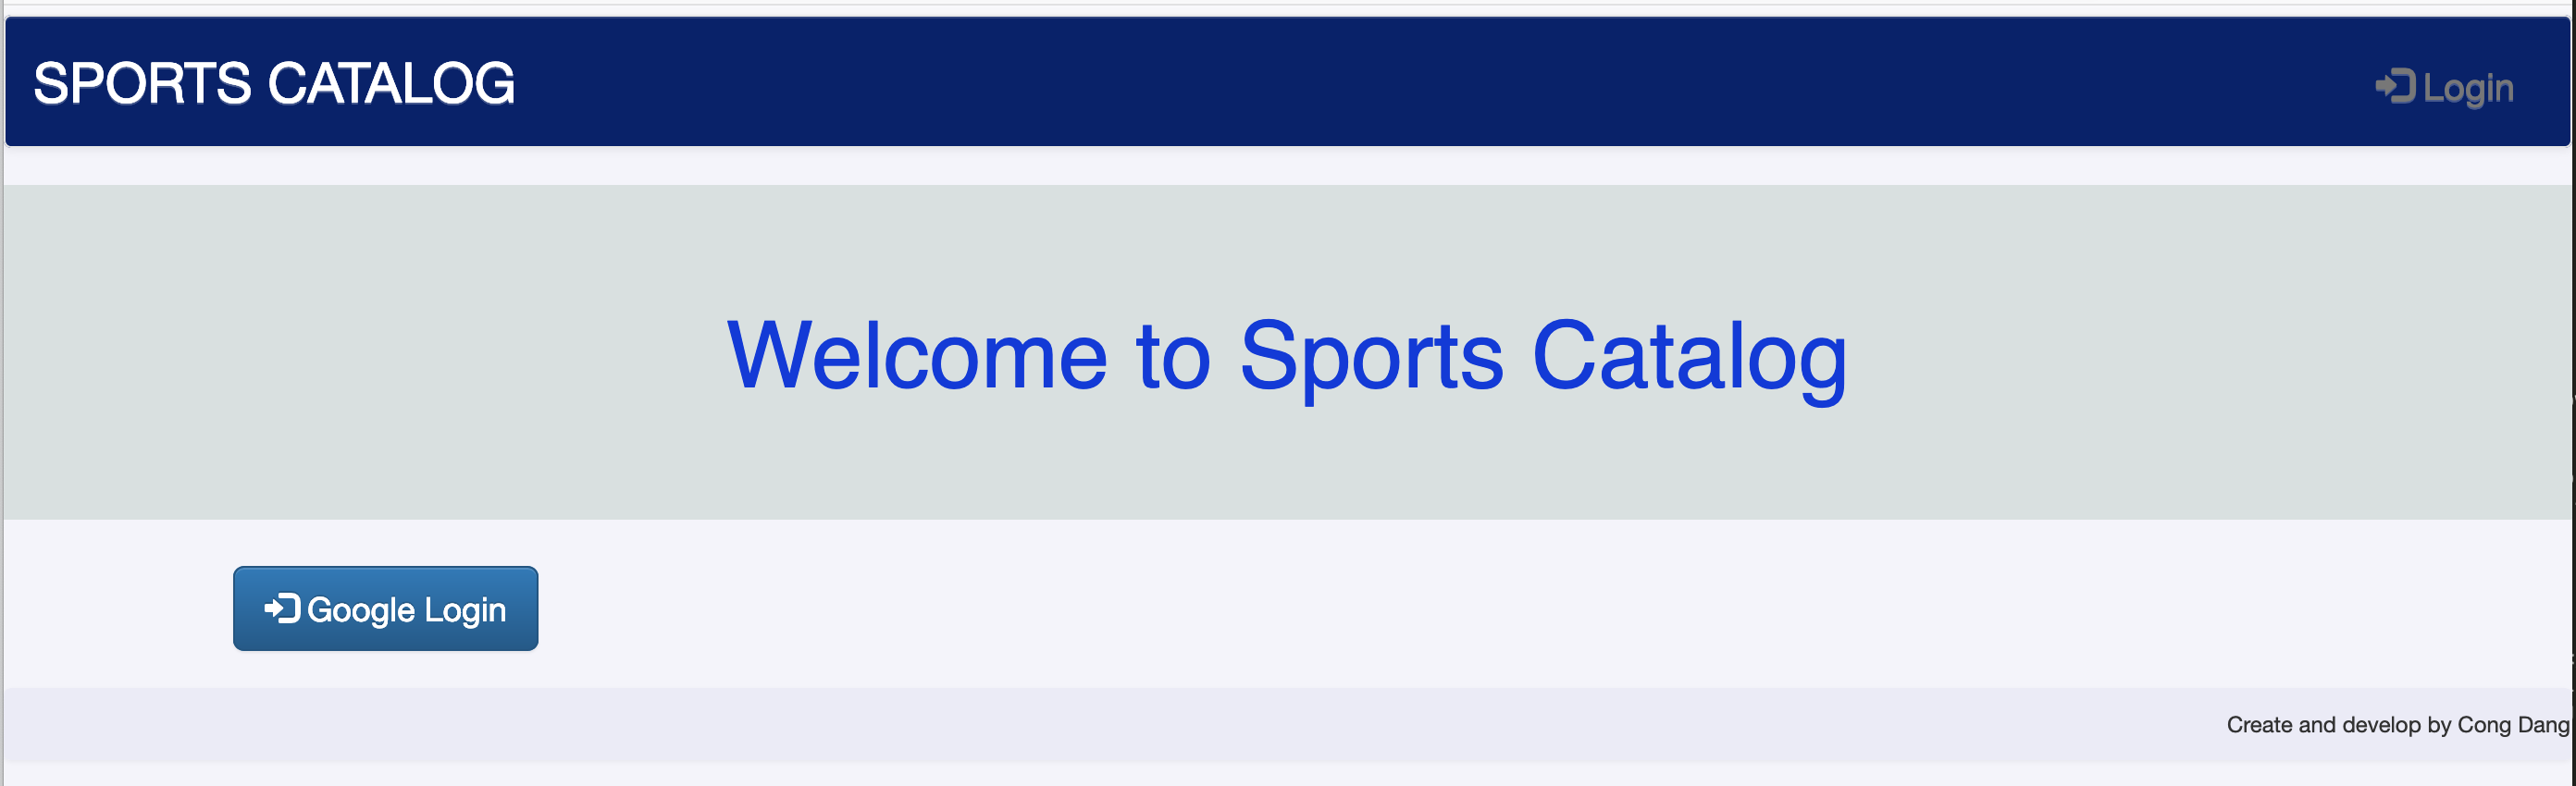 SPORTS CATALOG
Login
Welcome to Sports Catalog
Google Login
Create and develop by Cong Dang